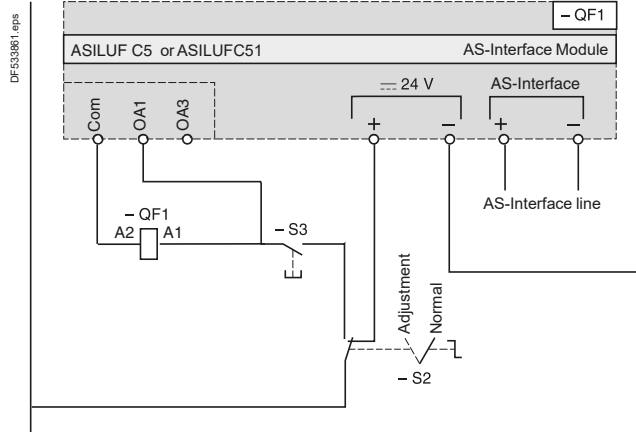 DF533861.eps
– QF1
ASILUF C5 or ASILUFC51 AS-Interface Module
24 V AS-Interface
Com OA1 OA3
+ – + –
AS-Interface line
– QF1
A2 A1
– S3
Adjustment
Normal
– S2